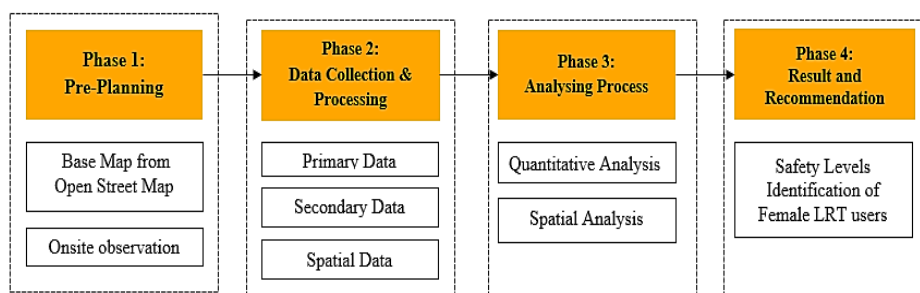 Phase 1:
Pre-Planning
Base Map from
Open Street Map
Onsite observation
Phase 2:
Data Collection &
Processing
Primary Data
Secondary Data
Spatial Data
Phase 3:
Analysing Process
Quantitative Analysis
Spatial Analysis
Phase 4:
Result and
Recommendation
Safety Levels
Identification of
Female LRT users